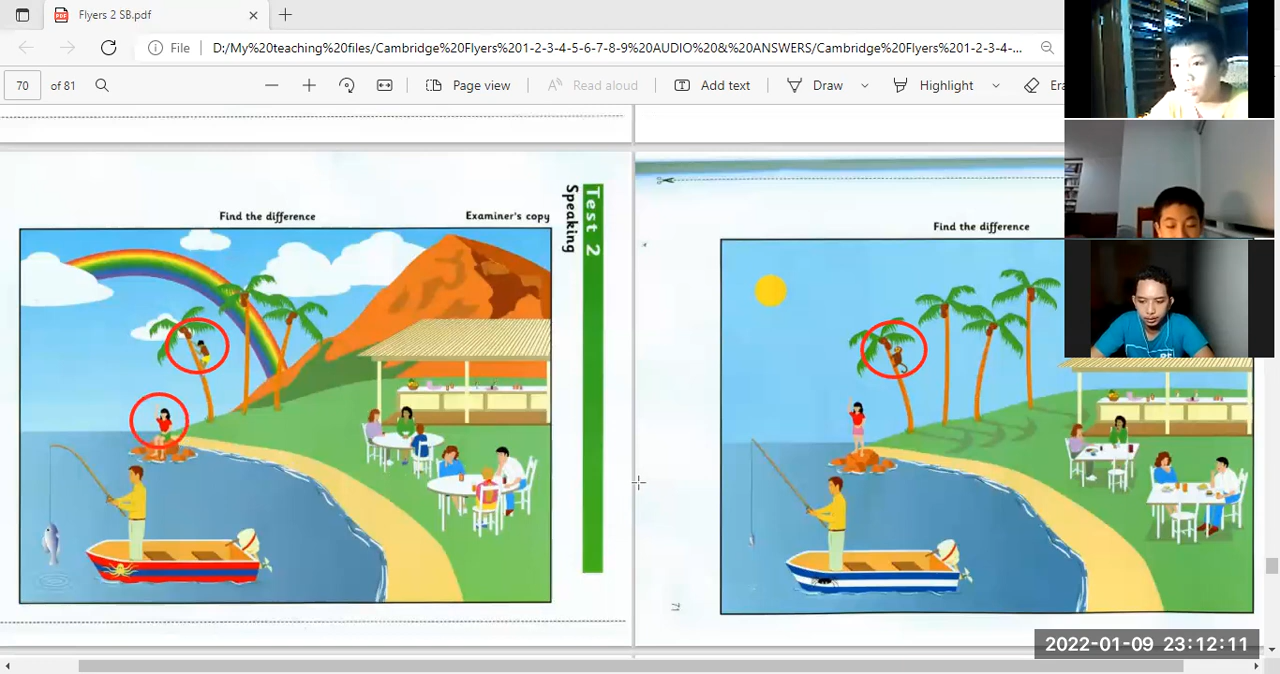 Flyers 2 SB.pdf
File
D:/My%20teaching%20files/Cambridge%20Flyers%201-2-3-4-5-6-7-8-9%20AUDIO%20&%20ANSWERS/Cambridge%20Flyers%201-2-3-4-...
70 of 81
Page view
Read aloud
Add text
Draw
Highlight
Era
Test 2
Speaking
Find the difference
Examiner's copy
Find the difference
71
2022-01-09 23:12:11